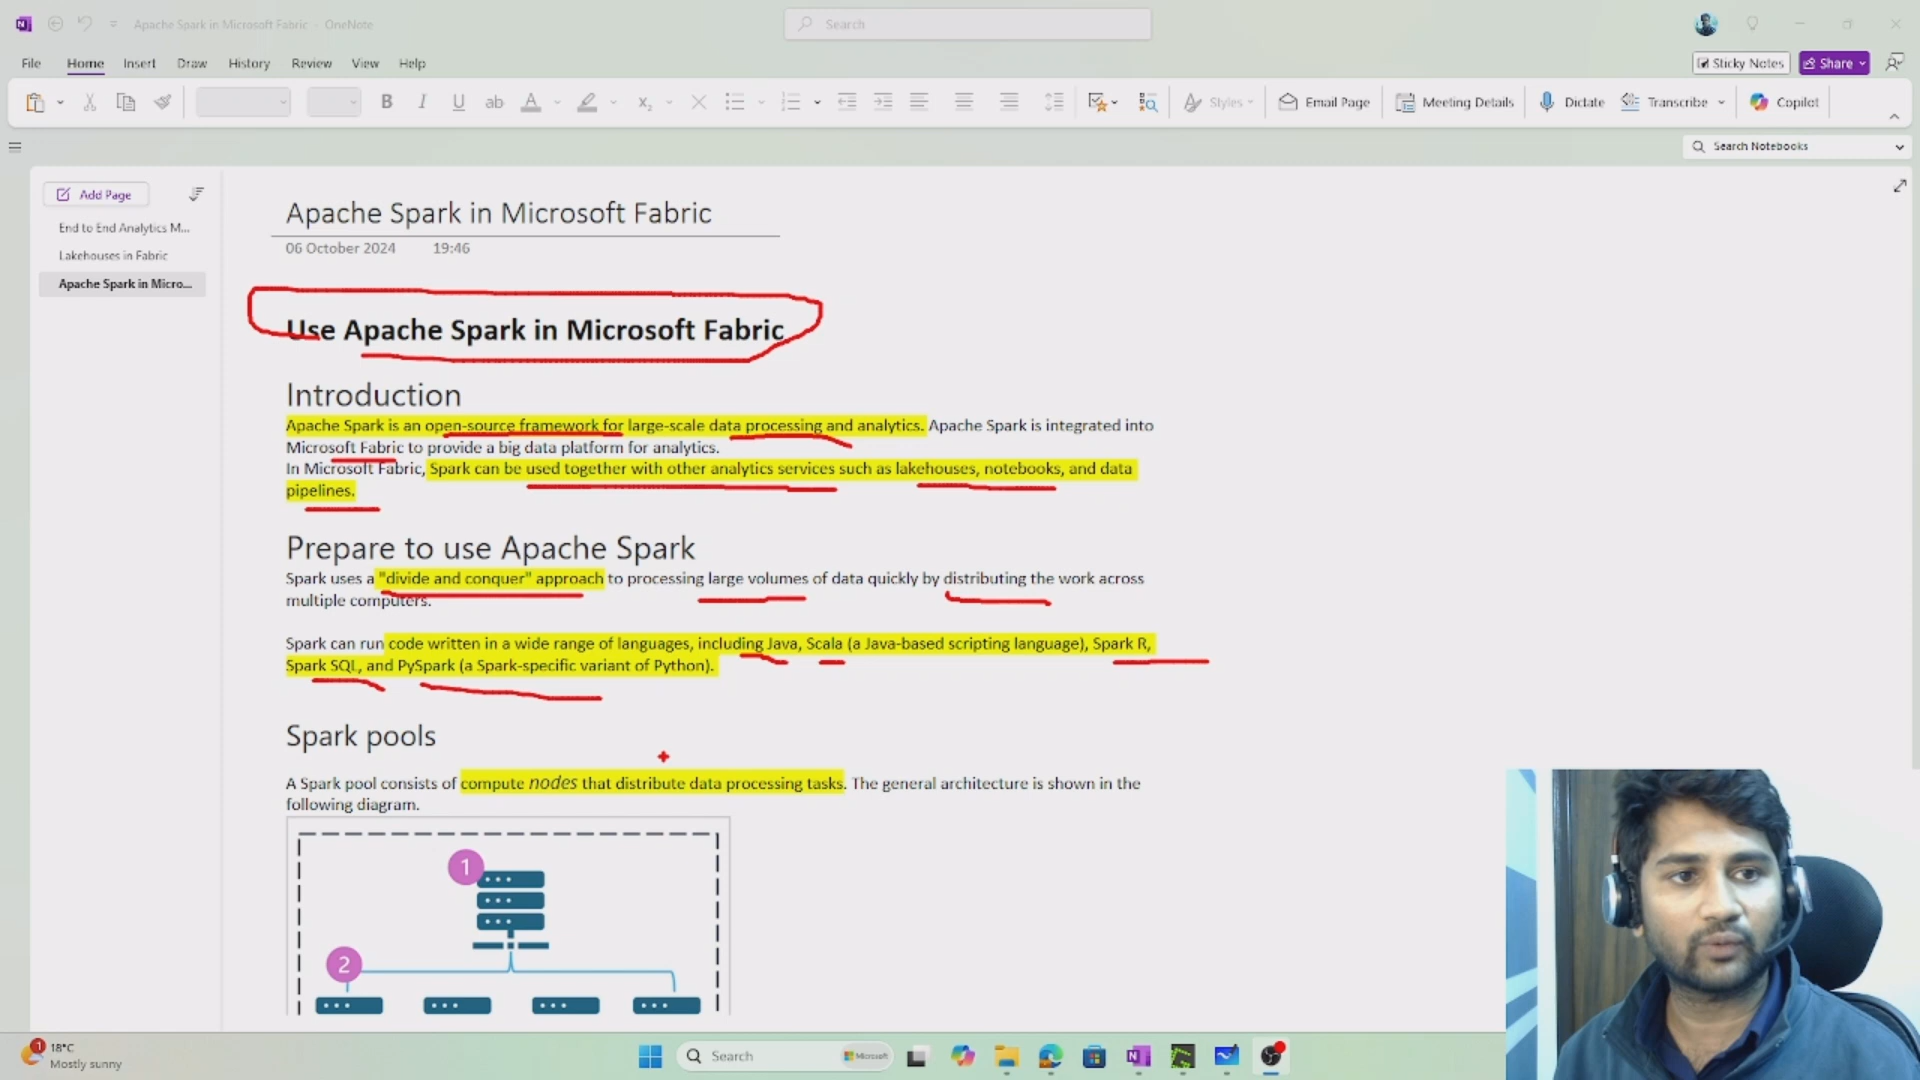 Apache Spark in Microsoft Fabric - OneNote
Search
File Home Insert Draw History Review View Help
Sticky Notes Share
B I U ab A x Styles Email Page Meeting Details Dictate Transcribe Copilot
Search Notebooks
Add Page
End to End Analytics M...
Lakehouses in Fabric
Apache Spark in Micro...
Apache Spark in Microsoft Fabric
06 October 2024 19:46
Use Apache Spark in Microsoft Fabric
Introduction
Apache Spark is an open-source framework for large-scale data processing and analytics. Apache Spark is integrated into
Microsoft Fabric to provide a big data platform for analytics.
In Microsoft Fabric, Spark can be used together with other analytics services such as lakehouses, notebooks, and data
pipelines.
Prepare to use Apache Spark
Spark uses a "divide and conquer" approach to processing large volumes of data quickly by distributing the work across
multiple computers.
Spark can run code written in a wide range of languages, including Java, Scala (a Java-based scripting language), Spark R,
Spark SQL, and PySpark (a Spark-specific variant of Python).
Spark pools
A Spark pool consists of compute nodes that distribute data processing tasks. The general architecture is shown in the
following diagram.
1
2
1
18°C
Mostly sunny
Search
Microsoft